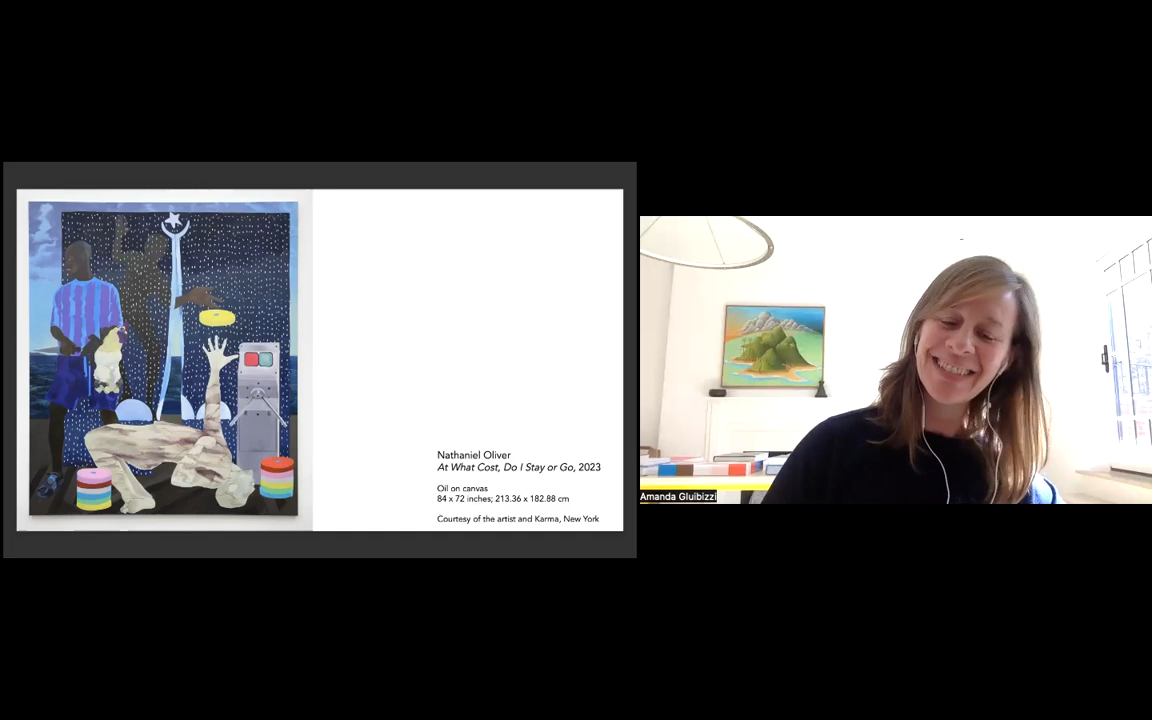 Nathaniel Oliver
At What Cost, Do I Stay or Go, 2023
Oil on canvas
84 x 72 inches; 213.36 x 182.88 cm
Courtesy of the artist and Karma, New York
Amanda Gluibizzi